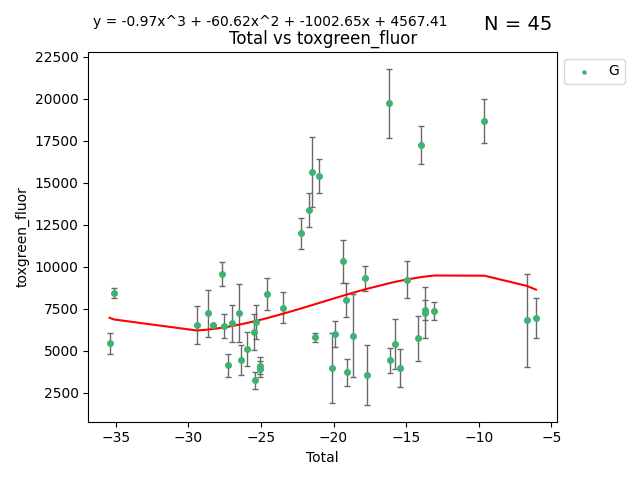 y = -0.97x^3 + -60.62x^2 + -1002.65x + 4567.41
N = 45
Total vs toxgreen_fluor
G
22500
20000
17500
15000
12500
10000
7500
5000
2500
toxgreen_fluor
−35 −30 −25 −20 −15 −10 −5
Total